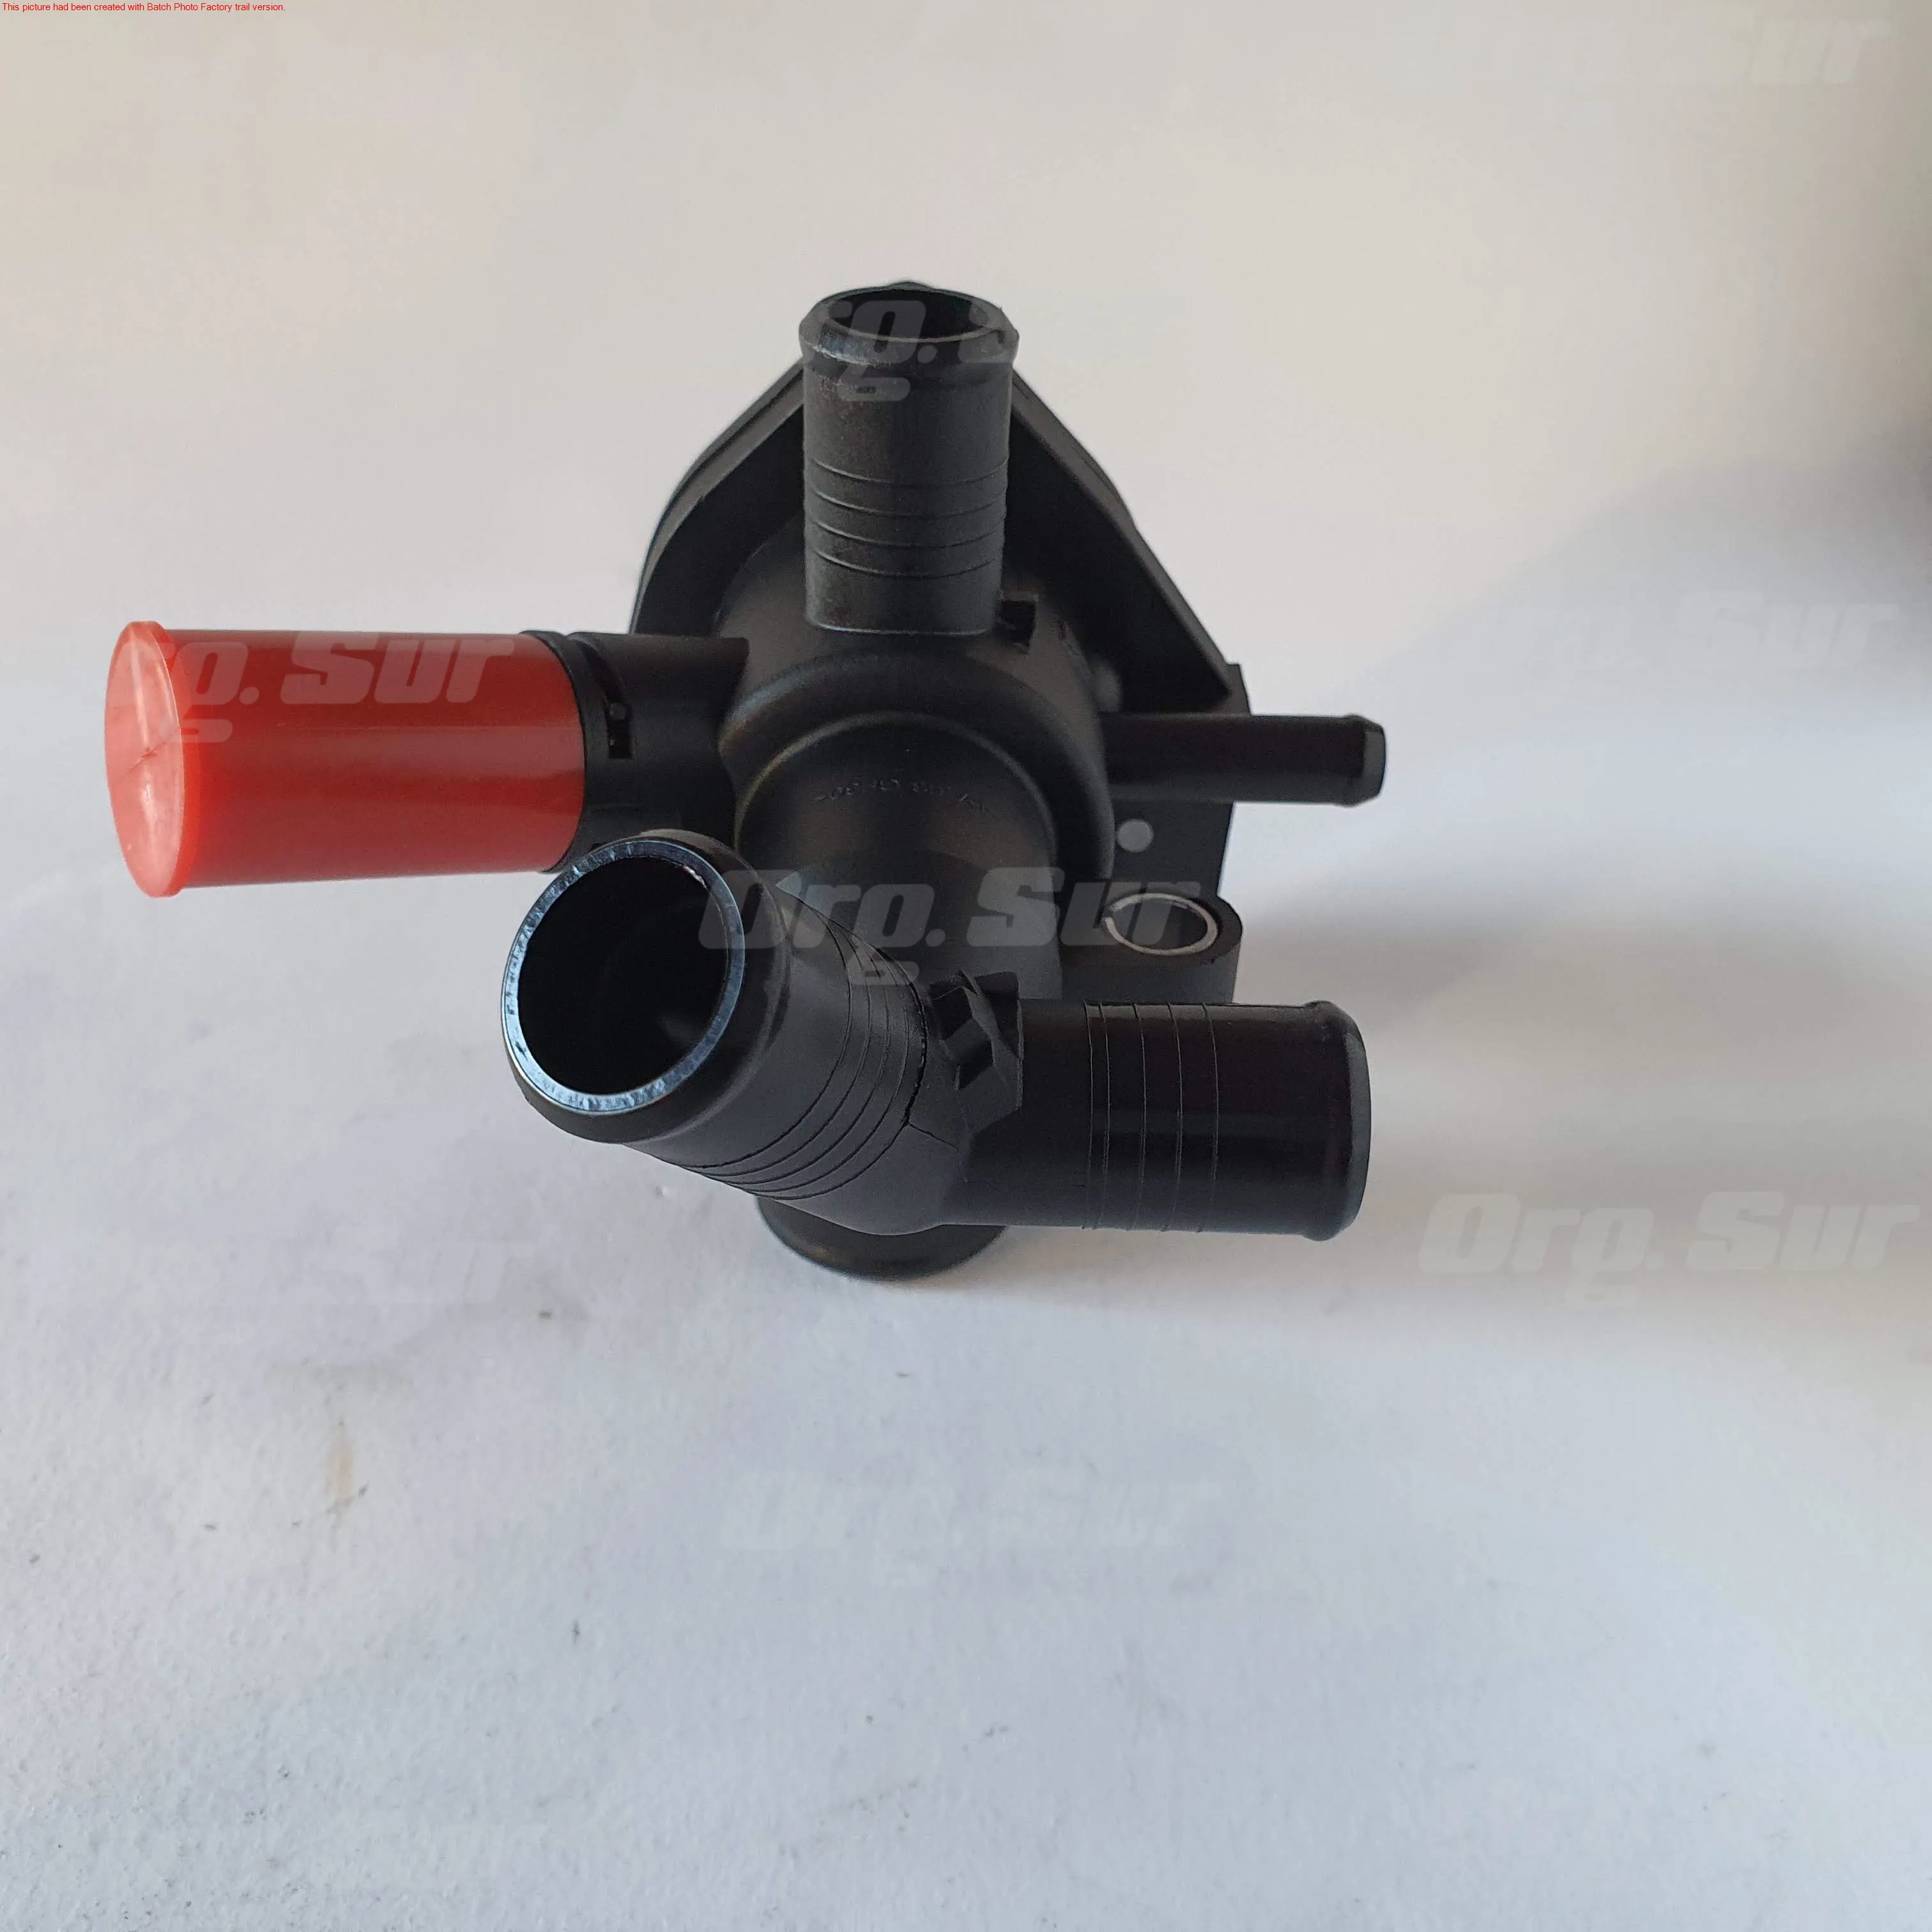 This picture had been created with Batch Photo Factory trail version.
Sur
Org. S
Org. Sur
Org. Sur
Org. Sur
Org. Sur
Sur
Org. Sur